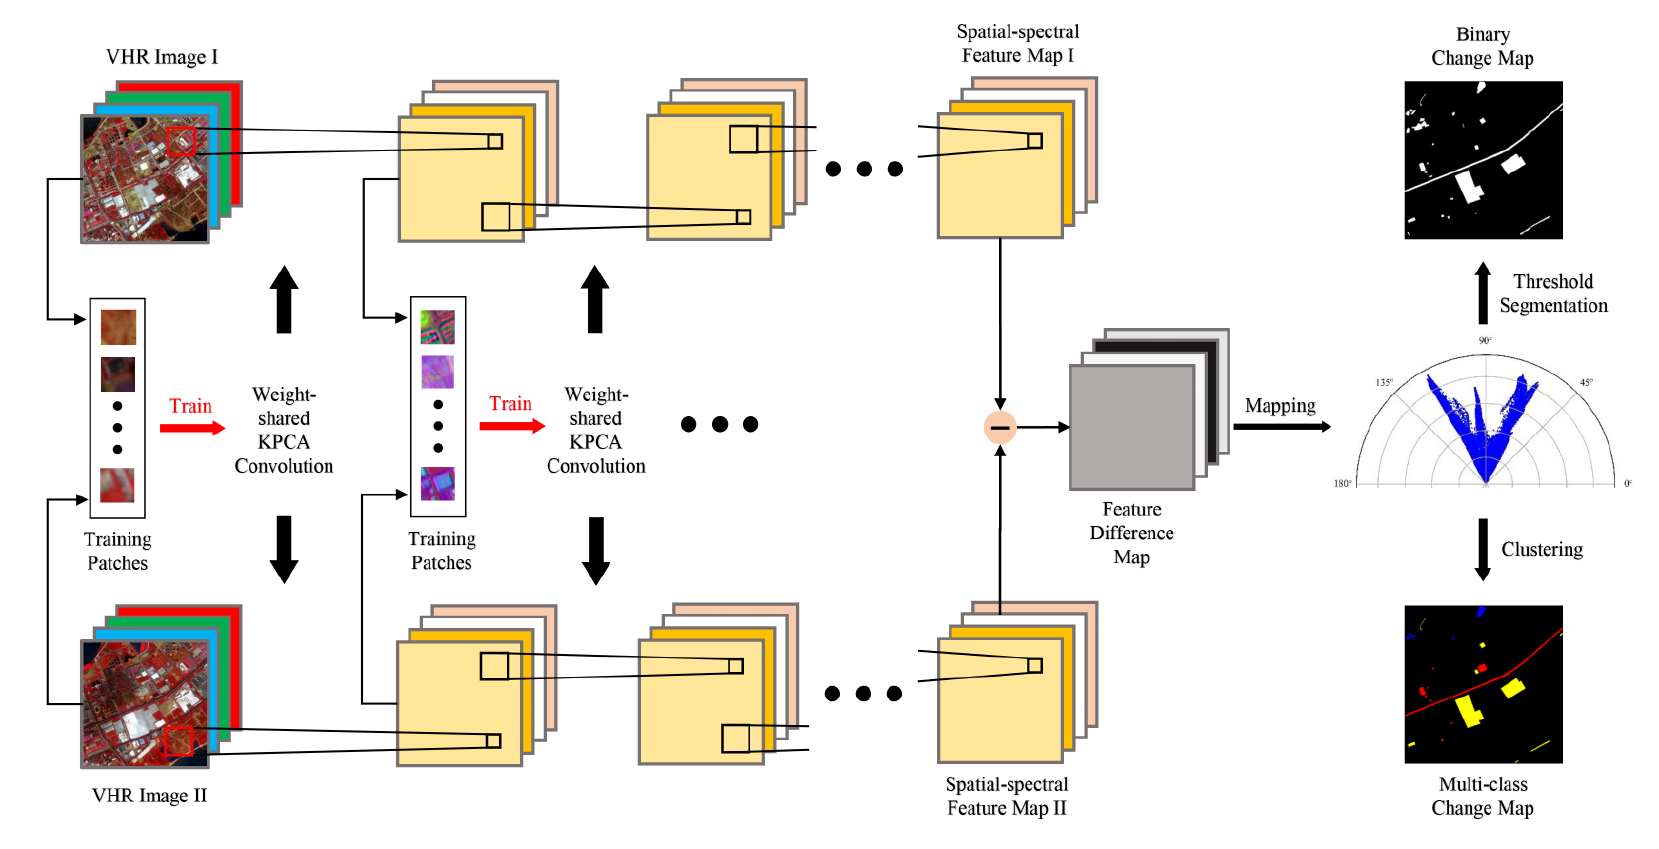 VHR Image I
Spatial-spectral
Feature Map I
Binary
Change Map
Threshold
Segmentation
Train
Weight-
shared
KPCA
Convolution
Training
Patches
Train
Weight-
shared
KPCA
Convolution
Training
Patches
Feature
Difference
Map
Mapping
90°
135°
45°
180°
0°
Clustering
VHR Image II
Spatial-spectral
Feature Map II
Multi-class
Change Map